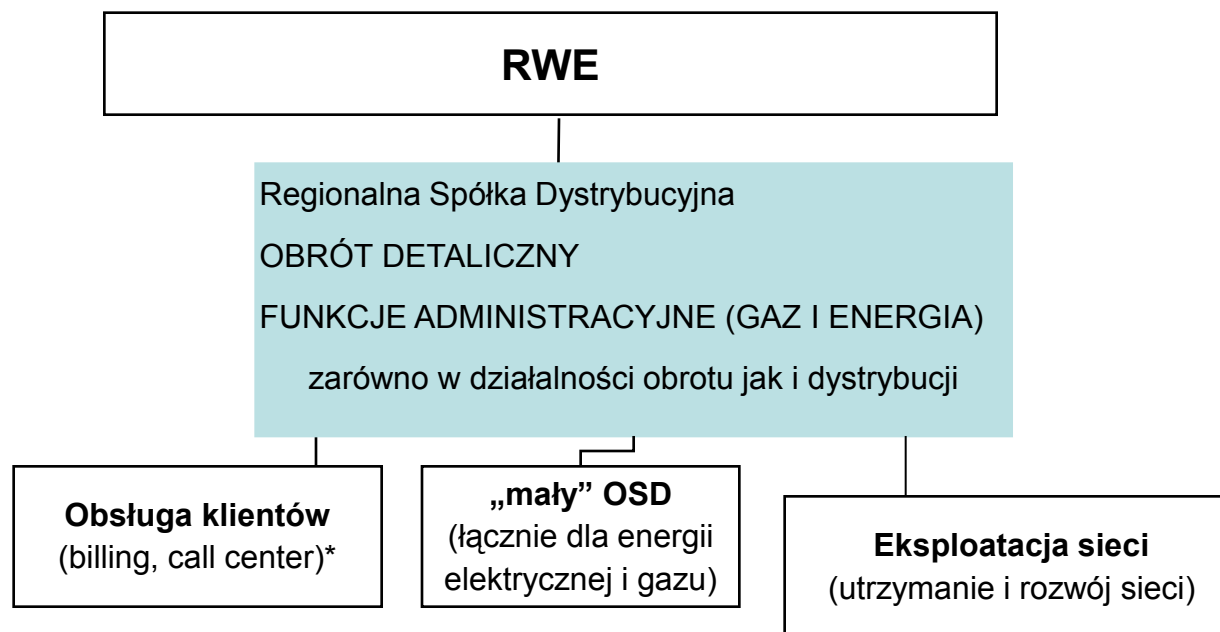 RWE
Regionalna Spółka Dystrybucyjna
OBRÓT DETALICZNY
FUNKCJE ADMINISTRACYJNE (GAZ I ENERGIA)
zarówno w działalności obrotu jak i dystrybucji
Obsługa klientów
(billing, call center)*
„mały” OSD
(łącznie dla energii
elektrycznej i gazu)
Eksploatacja sieci
(utrzymanie i rozwój sieci)